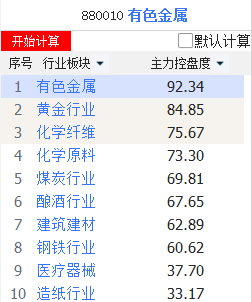 880010 有色金属
开始计算 默认计算
序号 行业板块 主力控盘度
1 有色金属 92.34
2 黄金行业 84.85
3 化学纤维 75.67
4 化学原料 73.30
5 煤炭行业 69.81
6 酿酒行业 67.65
7 建筑建材 62.89
8 钢铁行业 60.62
9 医疗器械 37.70
10 造纸行业 33.17